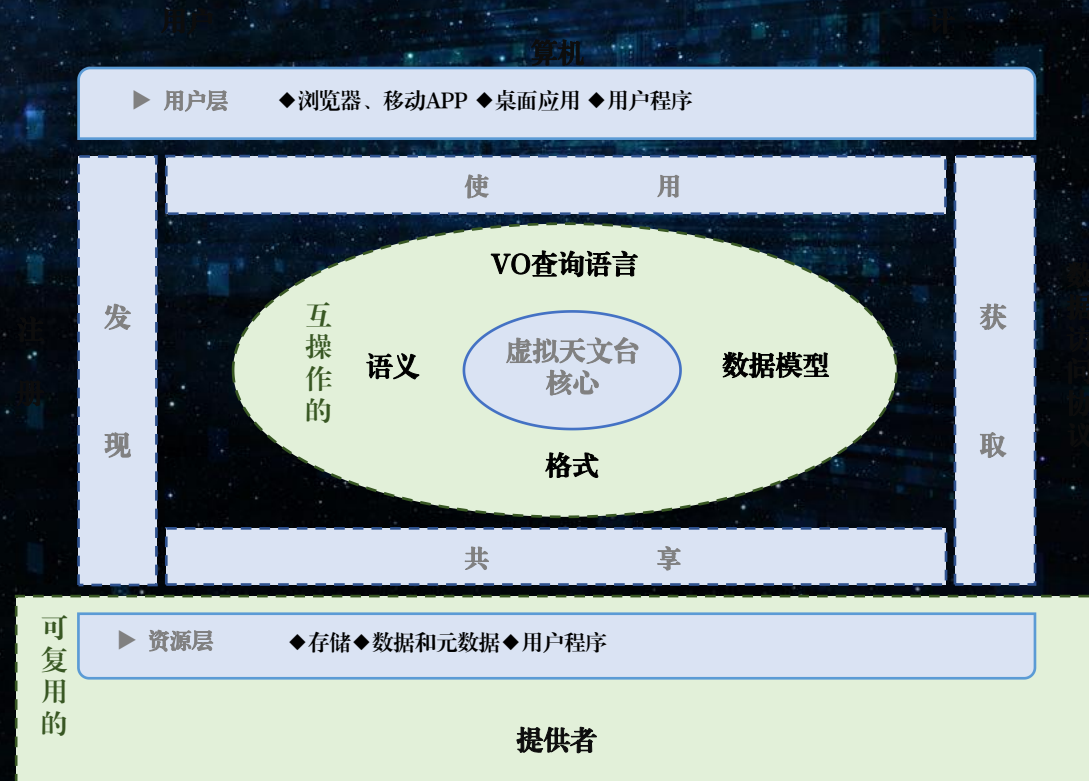 算机
▶ 用户层 ◆浏览器、移动APP ◆桌面应用 ◆用户程序
使 用
发现
获取
VO查询语言
互操作的
语义
虚拟天文台
核心
数据模型
格式
共 享
可复用的
▶ 资源层 ◆存储◆数据和元数据◆用户程序
提供者